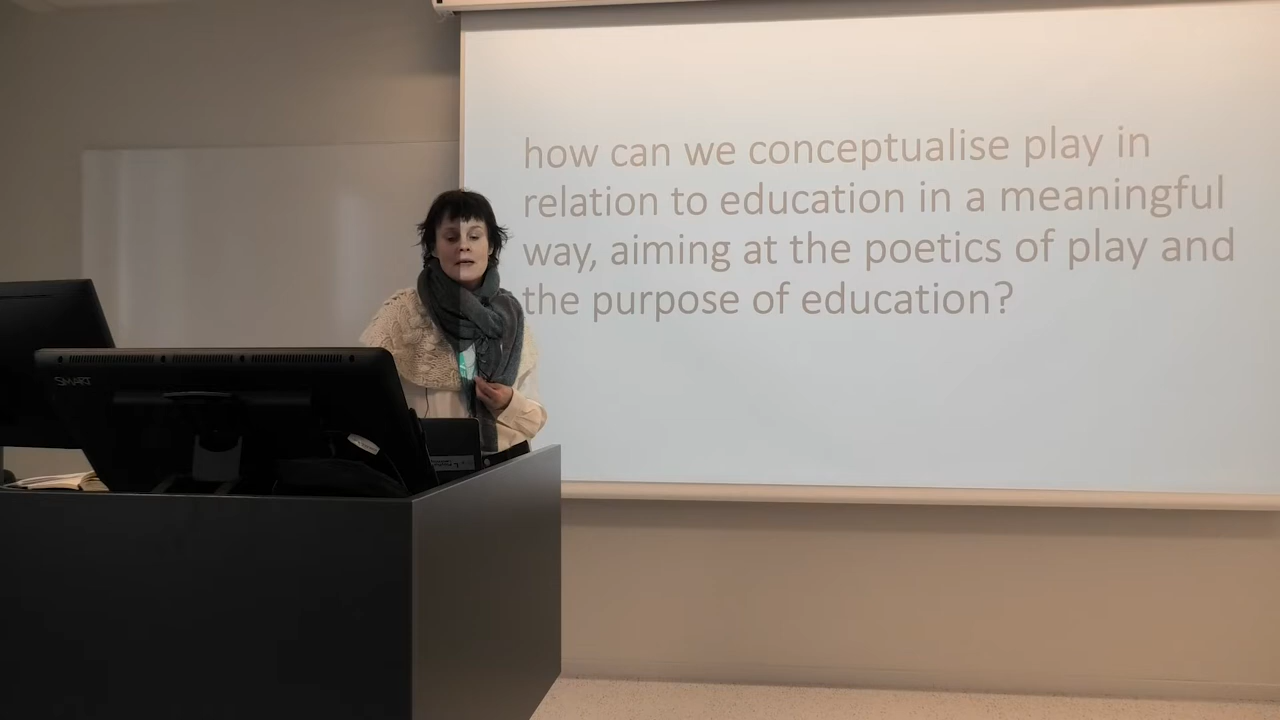 how can we conceptualise play in
relation to education in a meaningful
way, aiming at the poetics of play and
the purpose of education?
SMART